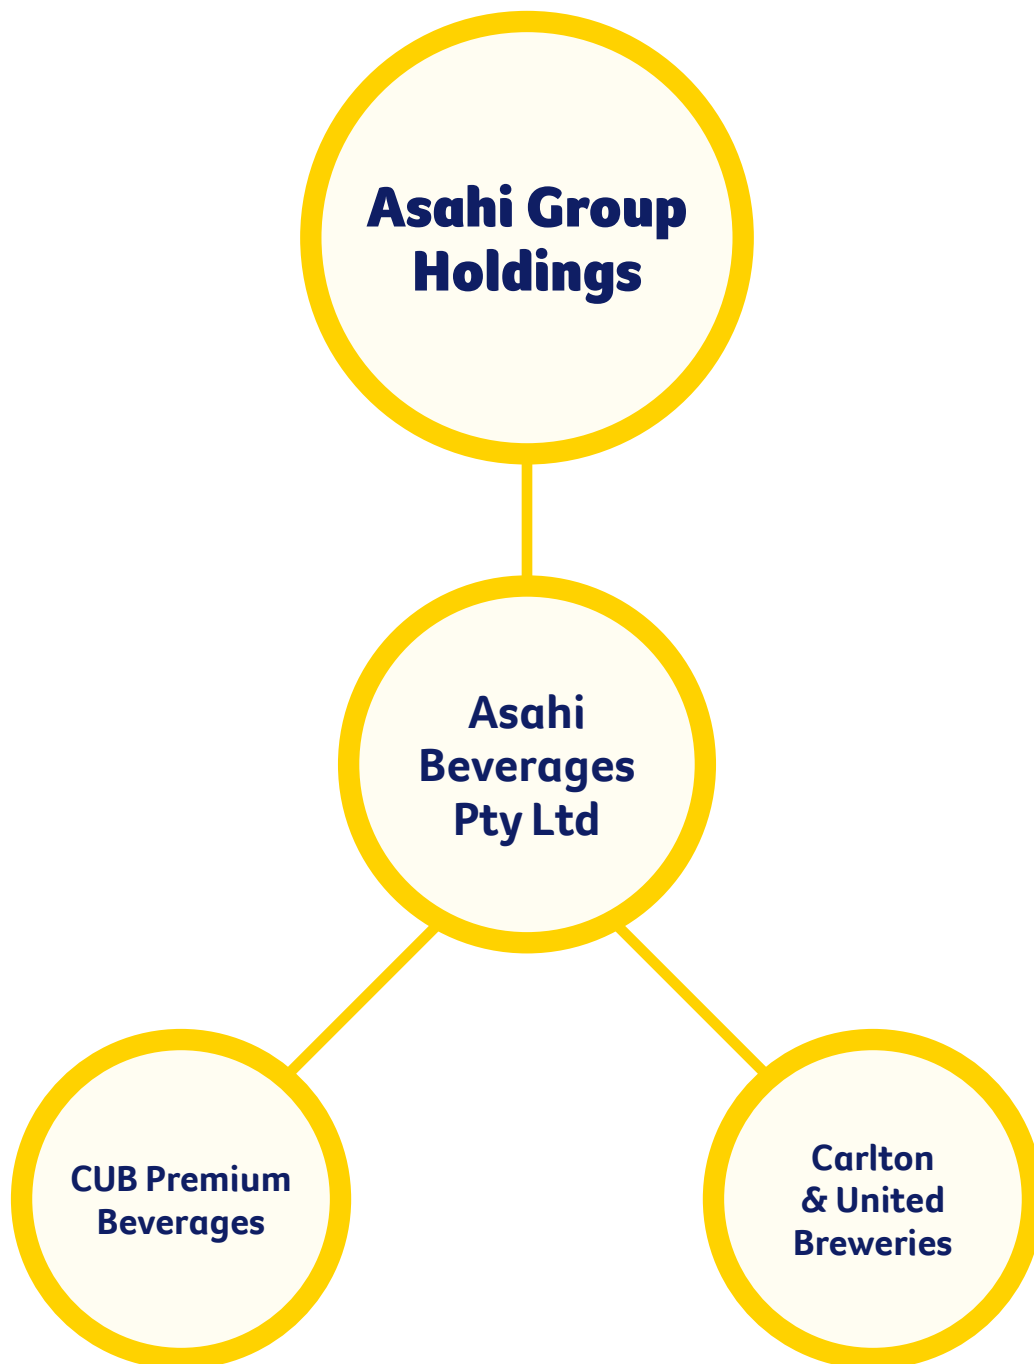 Asahi Group
Holdings
Asahi
Beverages
Pty Ltd
CUB Premium
Beverages
Carlton
& United
Breweries